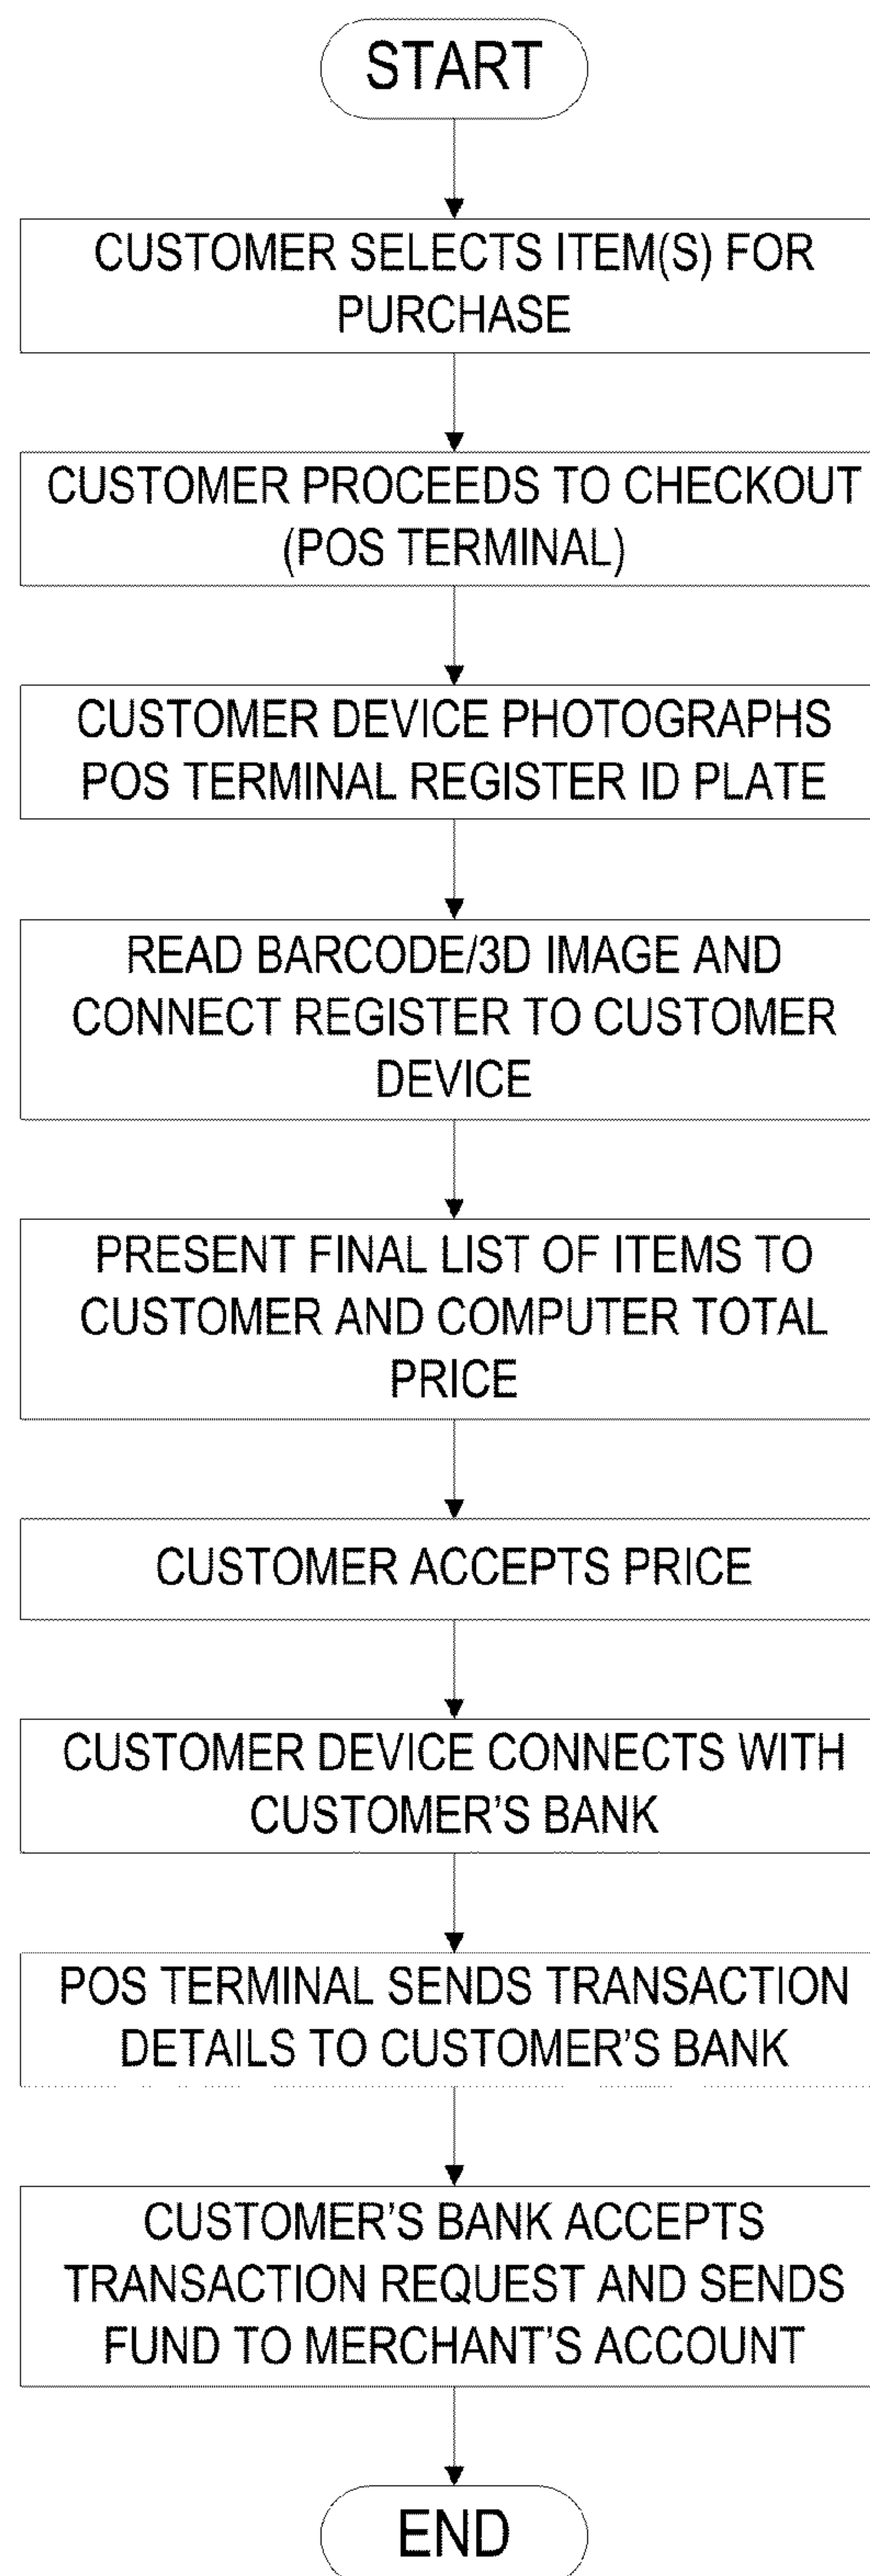 START
CUSTOMER SELECTS ITEM(S) FOR
PURCHASE
CUSTOMER PROCEEDS TO CHECKOUT
(POS TERMINAL)
CUSTOMER DEVICE PHOTOGRAPHS
POS TERMINAL REGISTER ID PLATE
READ BARCODE/3D IMAGE AND
CONNECT REGISTER TO CUSTOMER
DEVICE
PRESENT FINAL LIST OF ITEMS TO
CUSTOMER AND COMPUTER TOTAL
PRICE
CUSTOMER ACCEPTS PRICE
CUSTOMER DEVICE CONNECTS WITH
CUSTOMER'S BANK
POS TERMINAL SENDS TRANSACTION
DETAILS TO CUSTOMER'S BANK
CUSTOMER'S BANK ACCEPTS
TRANSACTION REQUEST AND SENDS
FUND TO MERCHANT'S ACCOUNT
END